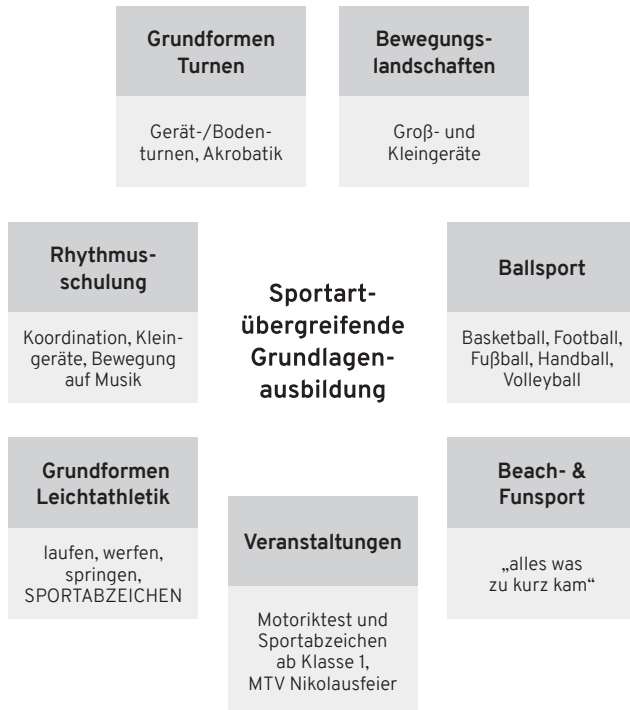 Grundformen
Turnen
Gerät-/Boden-
turnen, Akrobatik
Bewegungs-
landschaften
Groß- und
Kleingeräte
Rhythmus-
schulung
Koordination, Klein-
geräte, Bewegung
auf Musik
Sportart-
übergreifende
Grundlagen-
ausbildung
Ballsport
Basketball, Football,
Fußball, Handball,
Volleyball
Grundformen
Leichtathletik
laufen, werfen,
springen,
SPORTABZEICHEN
Veranstaltungen
Motoriktest und
Sportabzeichen
ab Klasse 1,
MTV Nikolausfeier
Beach- &
Funsport
„alles was
zu kurz kam“